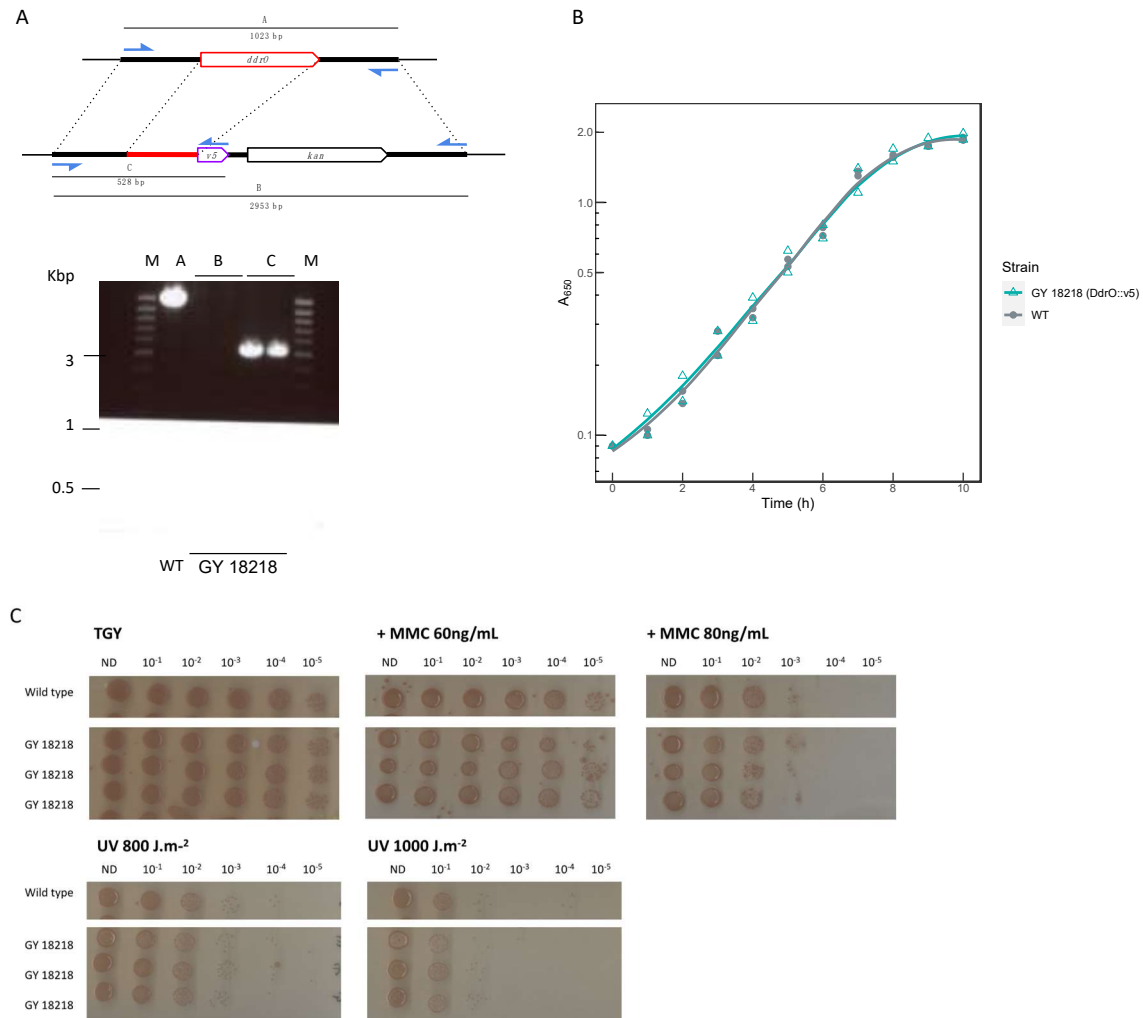 A
A
1023 bp
ddrO
v5
kan
C
528 bp
B
2953 bp
Kbp
M A B C M
3
1
0.5
WT GY 18218
B
2.0
1.0
0.5
0.1
A650
0 2 4 6 8 10
Time (h)
Strain
GY 18218 (DdrO::v5)
WT
C
TGY
ND 10-1 10-2 10-3 10-4 10-5
Wild type
GY 18218
GY 18218
GY 18218
+ MMC 60ng/mL
ND 10-1 10-2 10-3 10-4 10-5
+ MMC 80ng/mL
ND 10-1 10-2 10-3 10-4 10-5
UV 800 J.m-2
ND 10-1 10-2 10-3 10-4 10-5
Wild type
GY 18218
GY 18218
GY 18218
UV 1000 J.m-2
ND 10-1 10-2 10-3 10-4 10-5